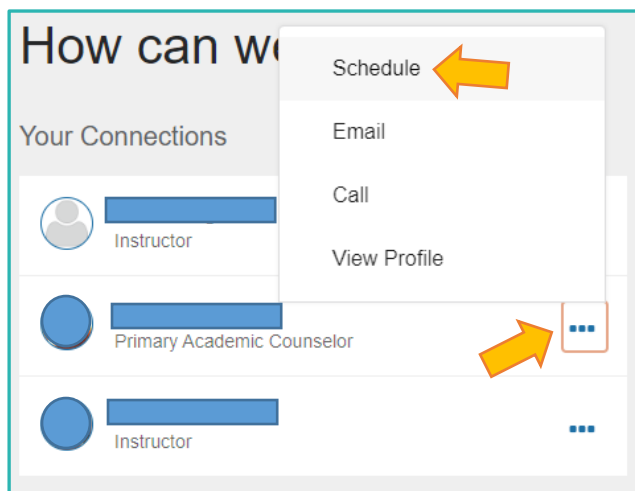 How can we
Schedule
Your Connections
Email
Call
Instructor
View Profile
Primary Academic Counselor
Instructor